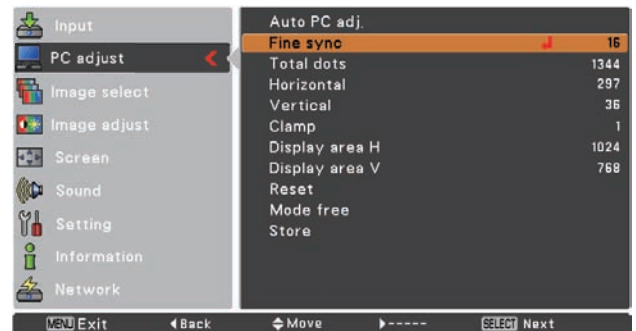 Input
PC adjust
Image select
Image adjust
Screen
Sound
Setting
Information
Network
Auto PC adj.
Fine sync 16
Total dots 1344
Horizontal 297
Vertical 36
Clamp 1
Display area H 1024
Display area V 768
Reset
Mode free
Store
MENU Exit ◀Back Move ▶----- SELECT Next